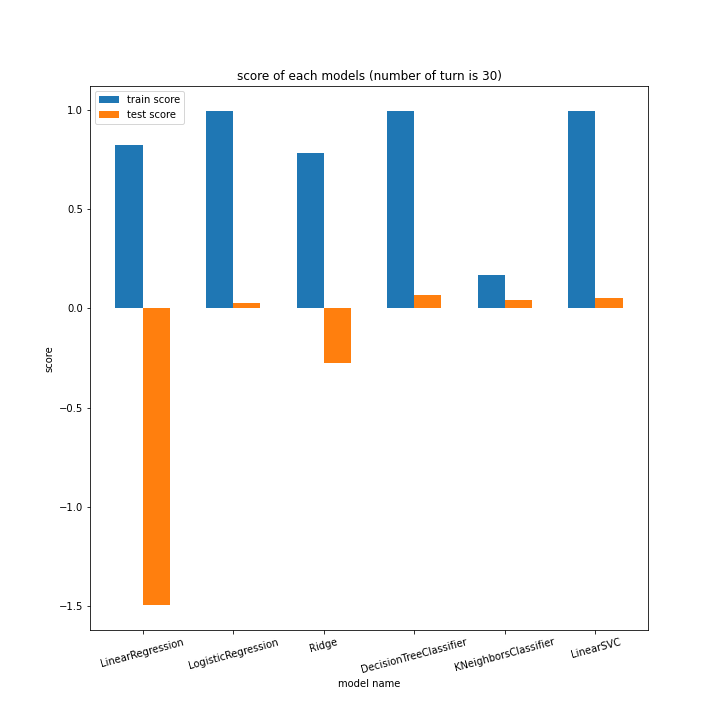 score of each models (number of turn is 30)
train score
test score
1.0
0.5
0.0
−0.5
−1.0
−1.5
score
LinearRegression
LogisticRegression
Ridge
DecisionTreeClassifier
KNeighborsClassifier
LinearSVC
model name